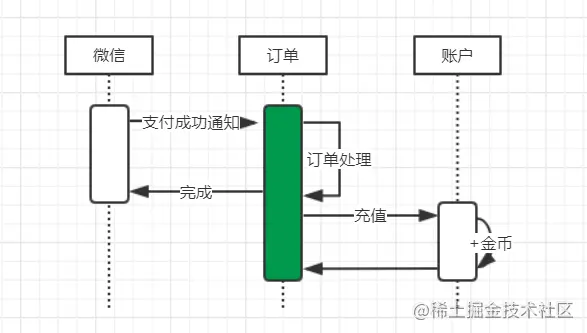 微信
订单
账户
支付成功通知
订单处理
完成
充值
+金币
@稀土掘金技术社区